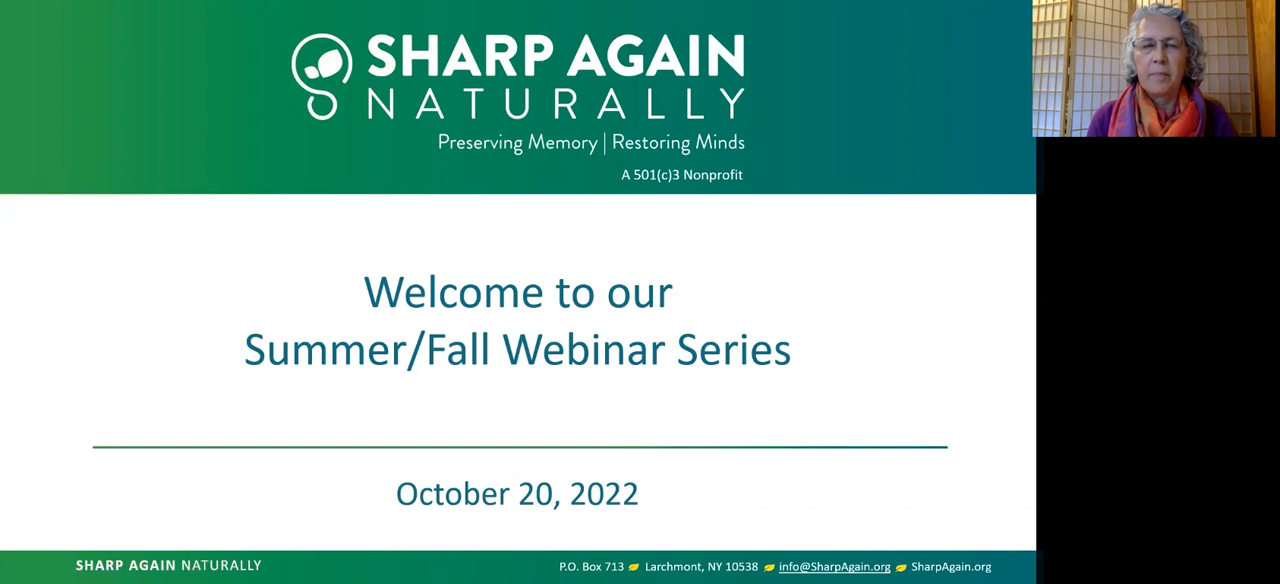 SHARP AGAIN
NATURALLY
Preserving Memory | Restoring Minds
A 501(c)3 Nonprofit
Welcome to our
Summer/Fall Webinar Series
October 20, 2022
SHARP AGAIN NATURALLY
P.O. Box 713 Larchmont, NY 10538 info@SharpAgain.org SharpAgain.org